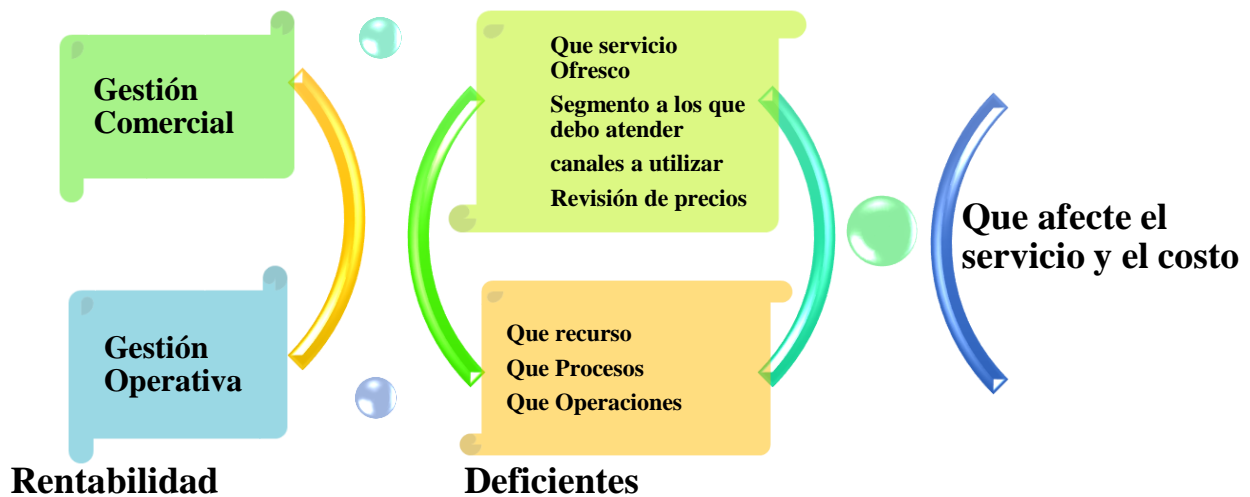 Gestión
Comercial
Que servicio
Ofresco
Segmento a los que
debo atender
canales a utilizar
Revisión de precios
Que afecte el
servicio y el costo
Gestión
Operativa
Que recurso
Que Procesos
Que Operaciones
Rentabilidad
Deficientes